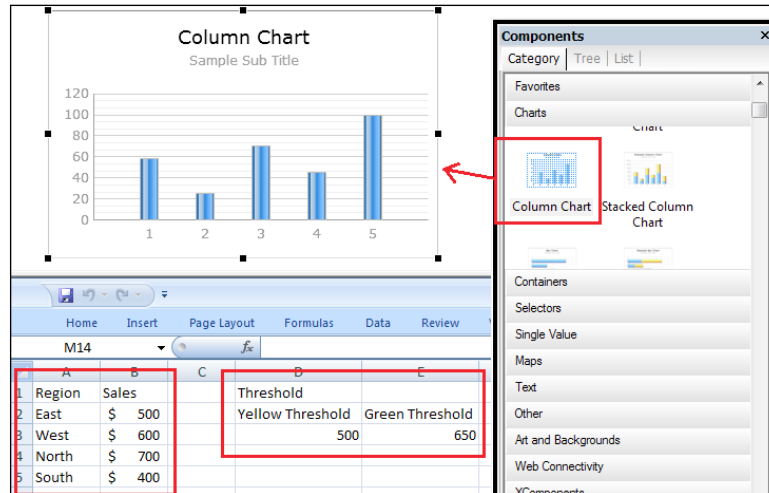 Column Chart
Sample Sub Title
120
100
80
60
40
20
0
1 2 3 4 5
Components ×
Category Tree List
Favorites
Charts
Chart
Column Chart Stacked Column
Chart
Containers
Selectors
Single Value
Maps
Text
Other
Art and Backgrounds
Web Connectivity
XComponents
Home Insert Page Layout Formulas Data Review
M14 fx
A B C D E
1 Region Sales Threshold
2 East $ 500 Yellow Threshold Green Threshold
3 West $ 600 500 650
4 North $ 700
5 South $ 400